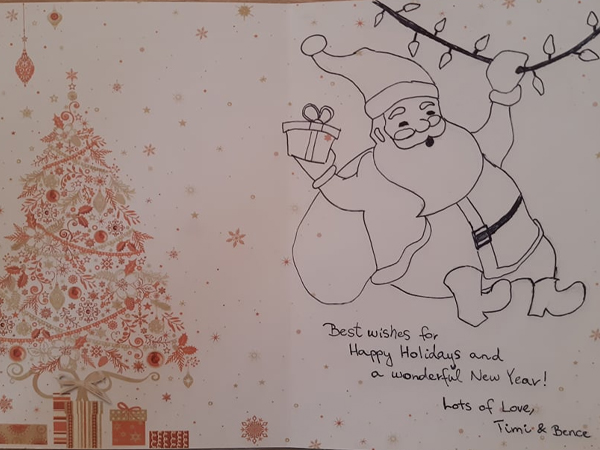 Best wishes for
Happy Holidays and
a wonderful New Year!
Lots of Love,
Timi & Bence